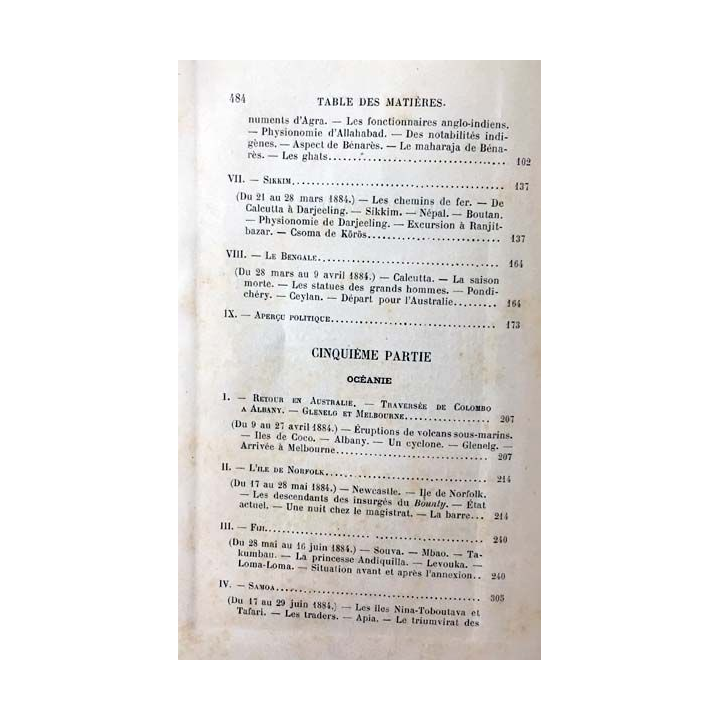 484 TABLE DES MATIÈRES.
numents d'Agra. — Les fonctionnaires anglo-indiens.
— Physionomie d'Allahabad. — Des notabilités indi-
gènes. — Aspect de Bénarès. — Le maharaja de Béna-
rès. — Les ghats........................ 102
VII. — Sikkim........................ 137
(Du 21 au 28 mars 1884.) — Les chemins de fer. — De
Calcutta à Darjeeling. — Sikkim. — Népal. — Boutan.
— Physionomie de Darjeeling. — Excursion à Ranjit-
bazar. — Csoma de Körös........................ 137
VIII. — Le Bengale........................ 164
(Du 28 mars au 9 avril 1884.) — Calcutta. — La saison
morte. — Les statues des grands hommes. — Pondi-
chéry. — Ceylan. — Départ pour l'Australie......... 164
IX. — Aperçu politique........................ 173
CINQUIÈME PARTIE
OCÉANIE
I. — Retour en Australie. — Traversée de Colombo
a Albany. — Glenelg et Melbourne................. 207
(Du 9 au 27 avril 1884.) — Éruptions de volcans sous-marins.
— Iles de Coco. — Albany. — Un cyclone. — Glenelg. —
Arrivée à Melbourne........................ 207
II. — L'ile de Norfolk........................ 214
(Du 17 au 28 mai 1884.) — Newcastle. — Ile de Norfolk.
— Les descendants des insurgés du Bounty. — État
actuel. — Une nuit chez le magistrat. — La barre... 214
III. — Fiji........................ 240
(Du 28 mai au 16 juin 1884.) — Souva. — Mbao. — Ta-
kumbau. — La princesse Andiquilla. — Levouka. —
Loma-Loma. — Situation avant et après l'annexion.. 240
IV. — Samoa........................ 305
(Du 17 au 29 juin 1884.) — Les îles Nina-Toboutava et
Tafari. — Les traders. — Apia. — Le triumvirat des